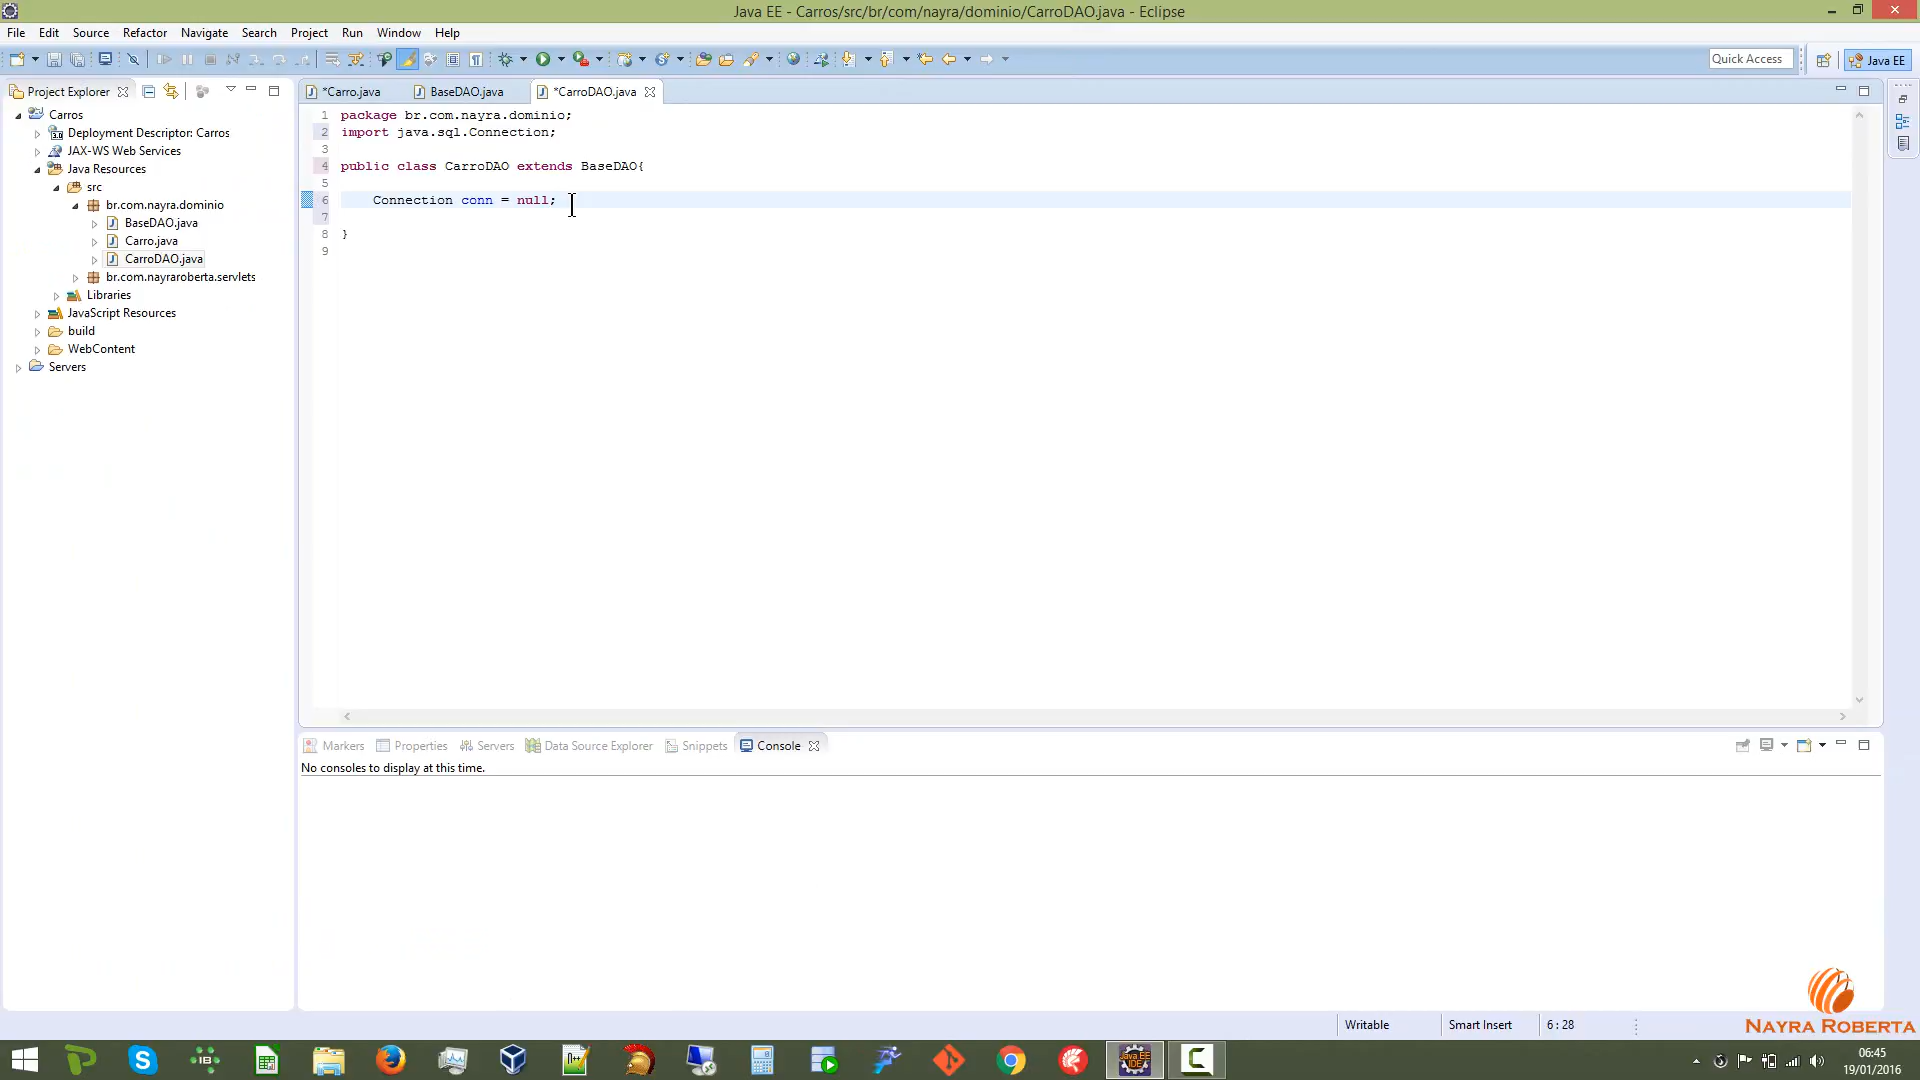 Java EE - Carros/src/br/com/nayra/dominio/CarroDAO.java - Eclipse
File Edit Source Refactor Navigate Search Project Run Window Help
Quick Access
Java EE
Project Explorer
*Carro.java
BaseDAO.java
*CarroDAO.java
Carros
Deployment Descriptor: Carros
JAX-WS Web Services
Java Resources
src
br.com.nayra.dominio
BaseDAO.java
Carro.java
CarroDAO.java
br.com.nayraroberta.servlets
Libraries
JavaScript Resources
build
WebContent
Servers
1 package br.com.nayra.dominio;
2 import java.sql.Connection;
3
4 public class CarroDAO extends BaseDAO{
5
6 Connection conn = null;
7
8 }
9
Markers Properties Servers Data Source Explorer Snippets Console
No consoles to display at this time.
NAYRA ROBERTA
Writable Smart Insert 6 : 28
06:45
19/01/2016